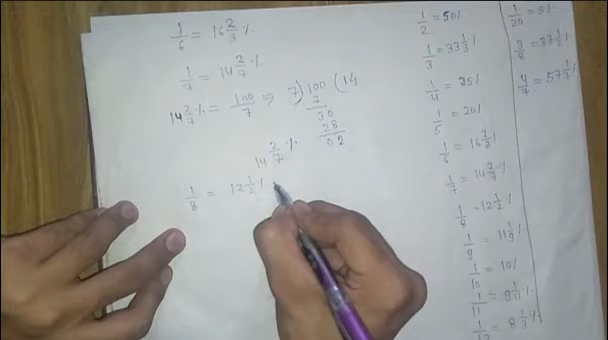 1/6 = 16 2/3 %
1/7 = 14 2/7 %
14 2/7 % = 100/7 ⇒ 7) 100 (14
7
30
28
02
14 2/7 %
1/8 = 12 1/2 %
1/2 = 50%
1/3 = 33 1/3 %
1/4 = 25%
1/5 = 20%
1/6 = 16 2/3 %
1/7 = 14 2/7 %
1/8 = 12 1/2 %
1/9 = 11 1/9 %
1/10 = 10%
1/11 = 9 1/11 %
1/12 = 8 1/3 %
1/20 = 5%
3/8 = 37 1/2 %
4/7 = 57 1/7 %